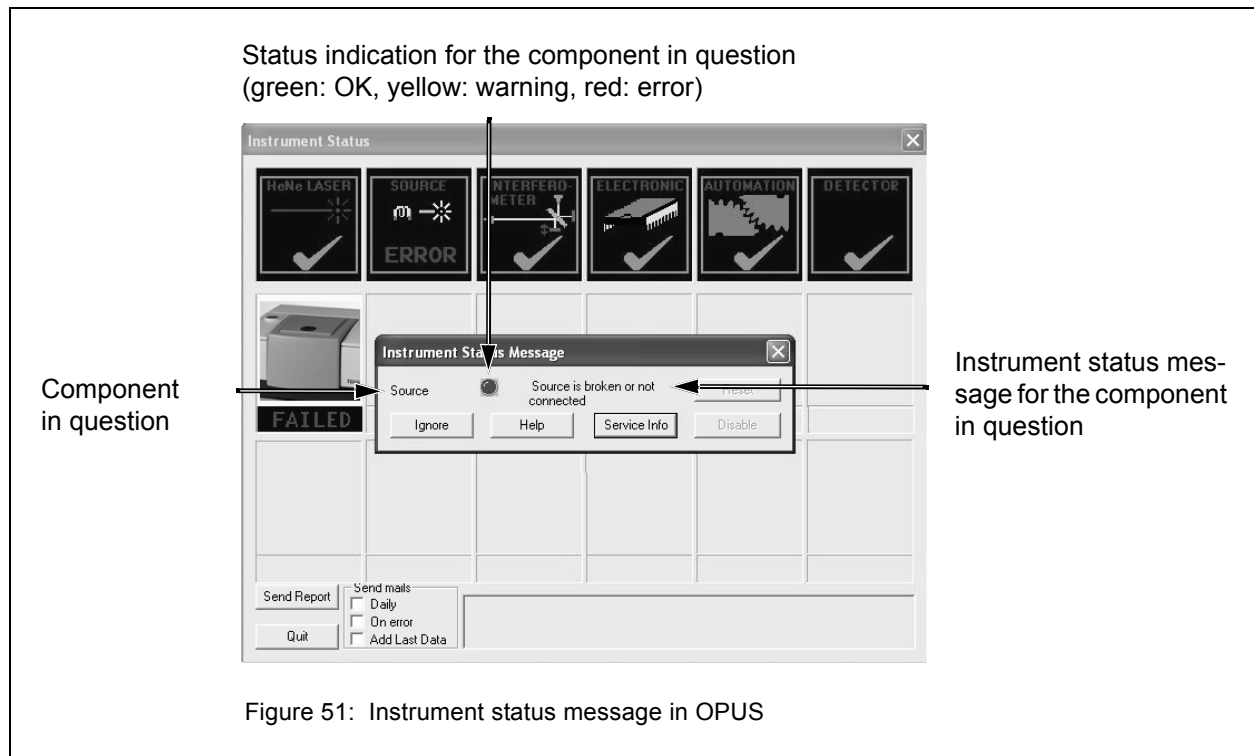 Status indication for the component in question
(green: OK, yellow: warning, red: error)
Instrument Status
HeNe LASER
SOURCE
ERROR
INTERFERO-
METER
ELECTRONIC
AUTOMATION
DETECTOR
Component
in question
FAILED
Instrument Status Message
Source
Source is broken or not
connected
Reset
Ignore
Help
Service Info
Disable
Instrument status mes-
sage for the component
in question
Send Report
Quit
Send mails
Daily
On error
Add Last Data
Figure 51: Instrument status message in OPUS